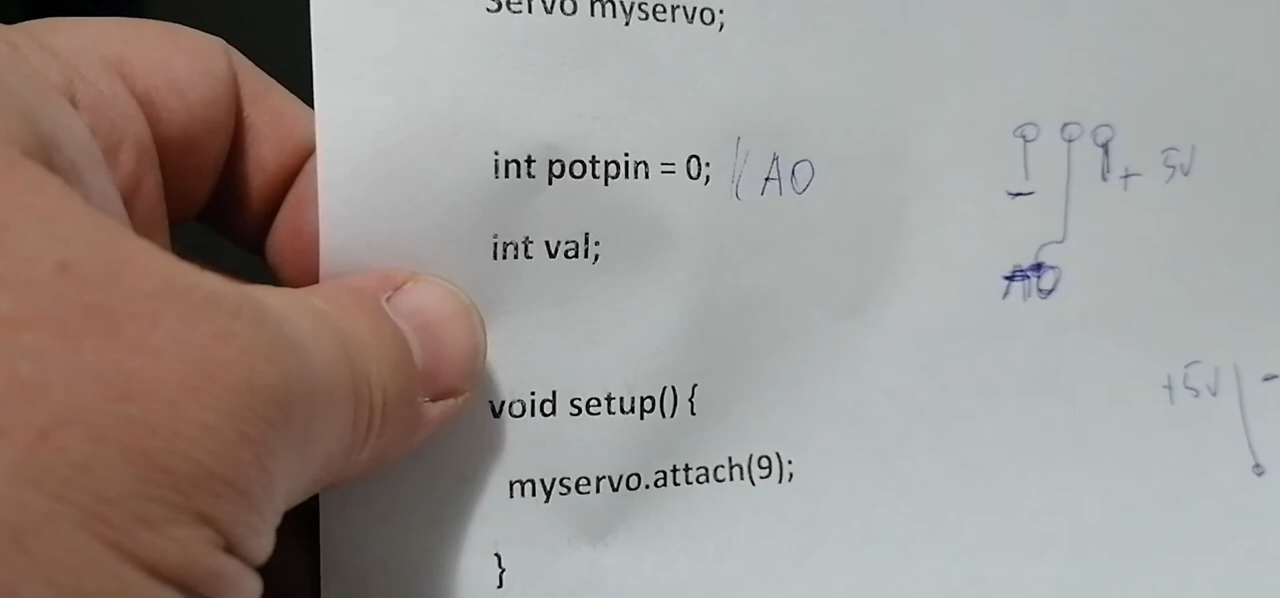 Servo myservo;
int potpin = 0; // A0
int val;
void setup() {
myservo.attach(9);
}
+ 5V
A0
+5V